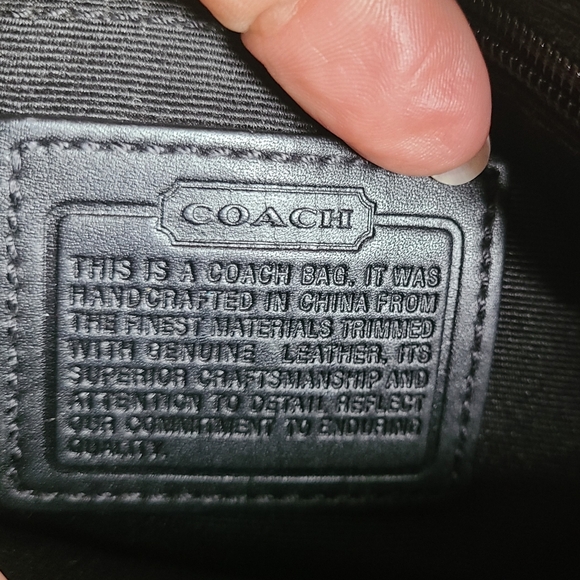 COACH
THIS IS A COACH BAG. IT WAS
HANDCRAFTED IN CHINA FROM
THE FINEST MATERIALS TRIMMED
WITH GENUINE LEATHER. ITS
SUPERIOR CRAFTSMANSHIP AND
ATTENTION TO DETAIL REFLECT
OUR COMMITMENT TO ENDURING
QUALITY.